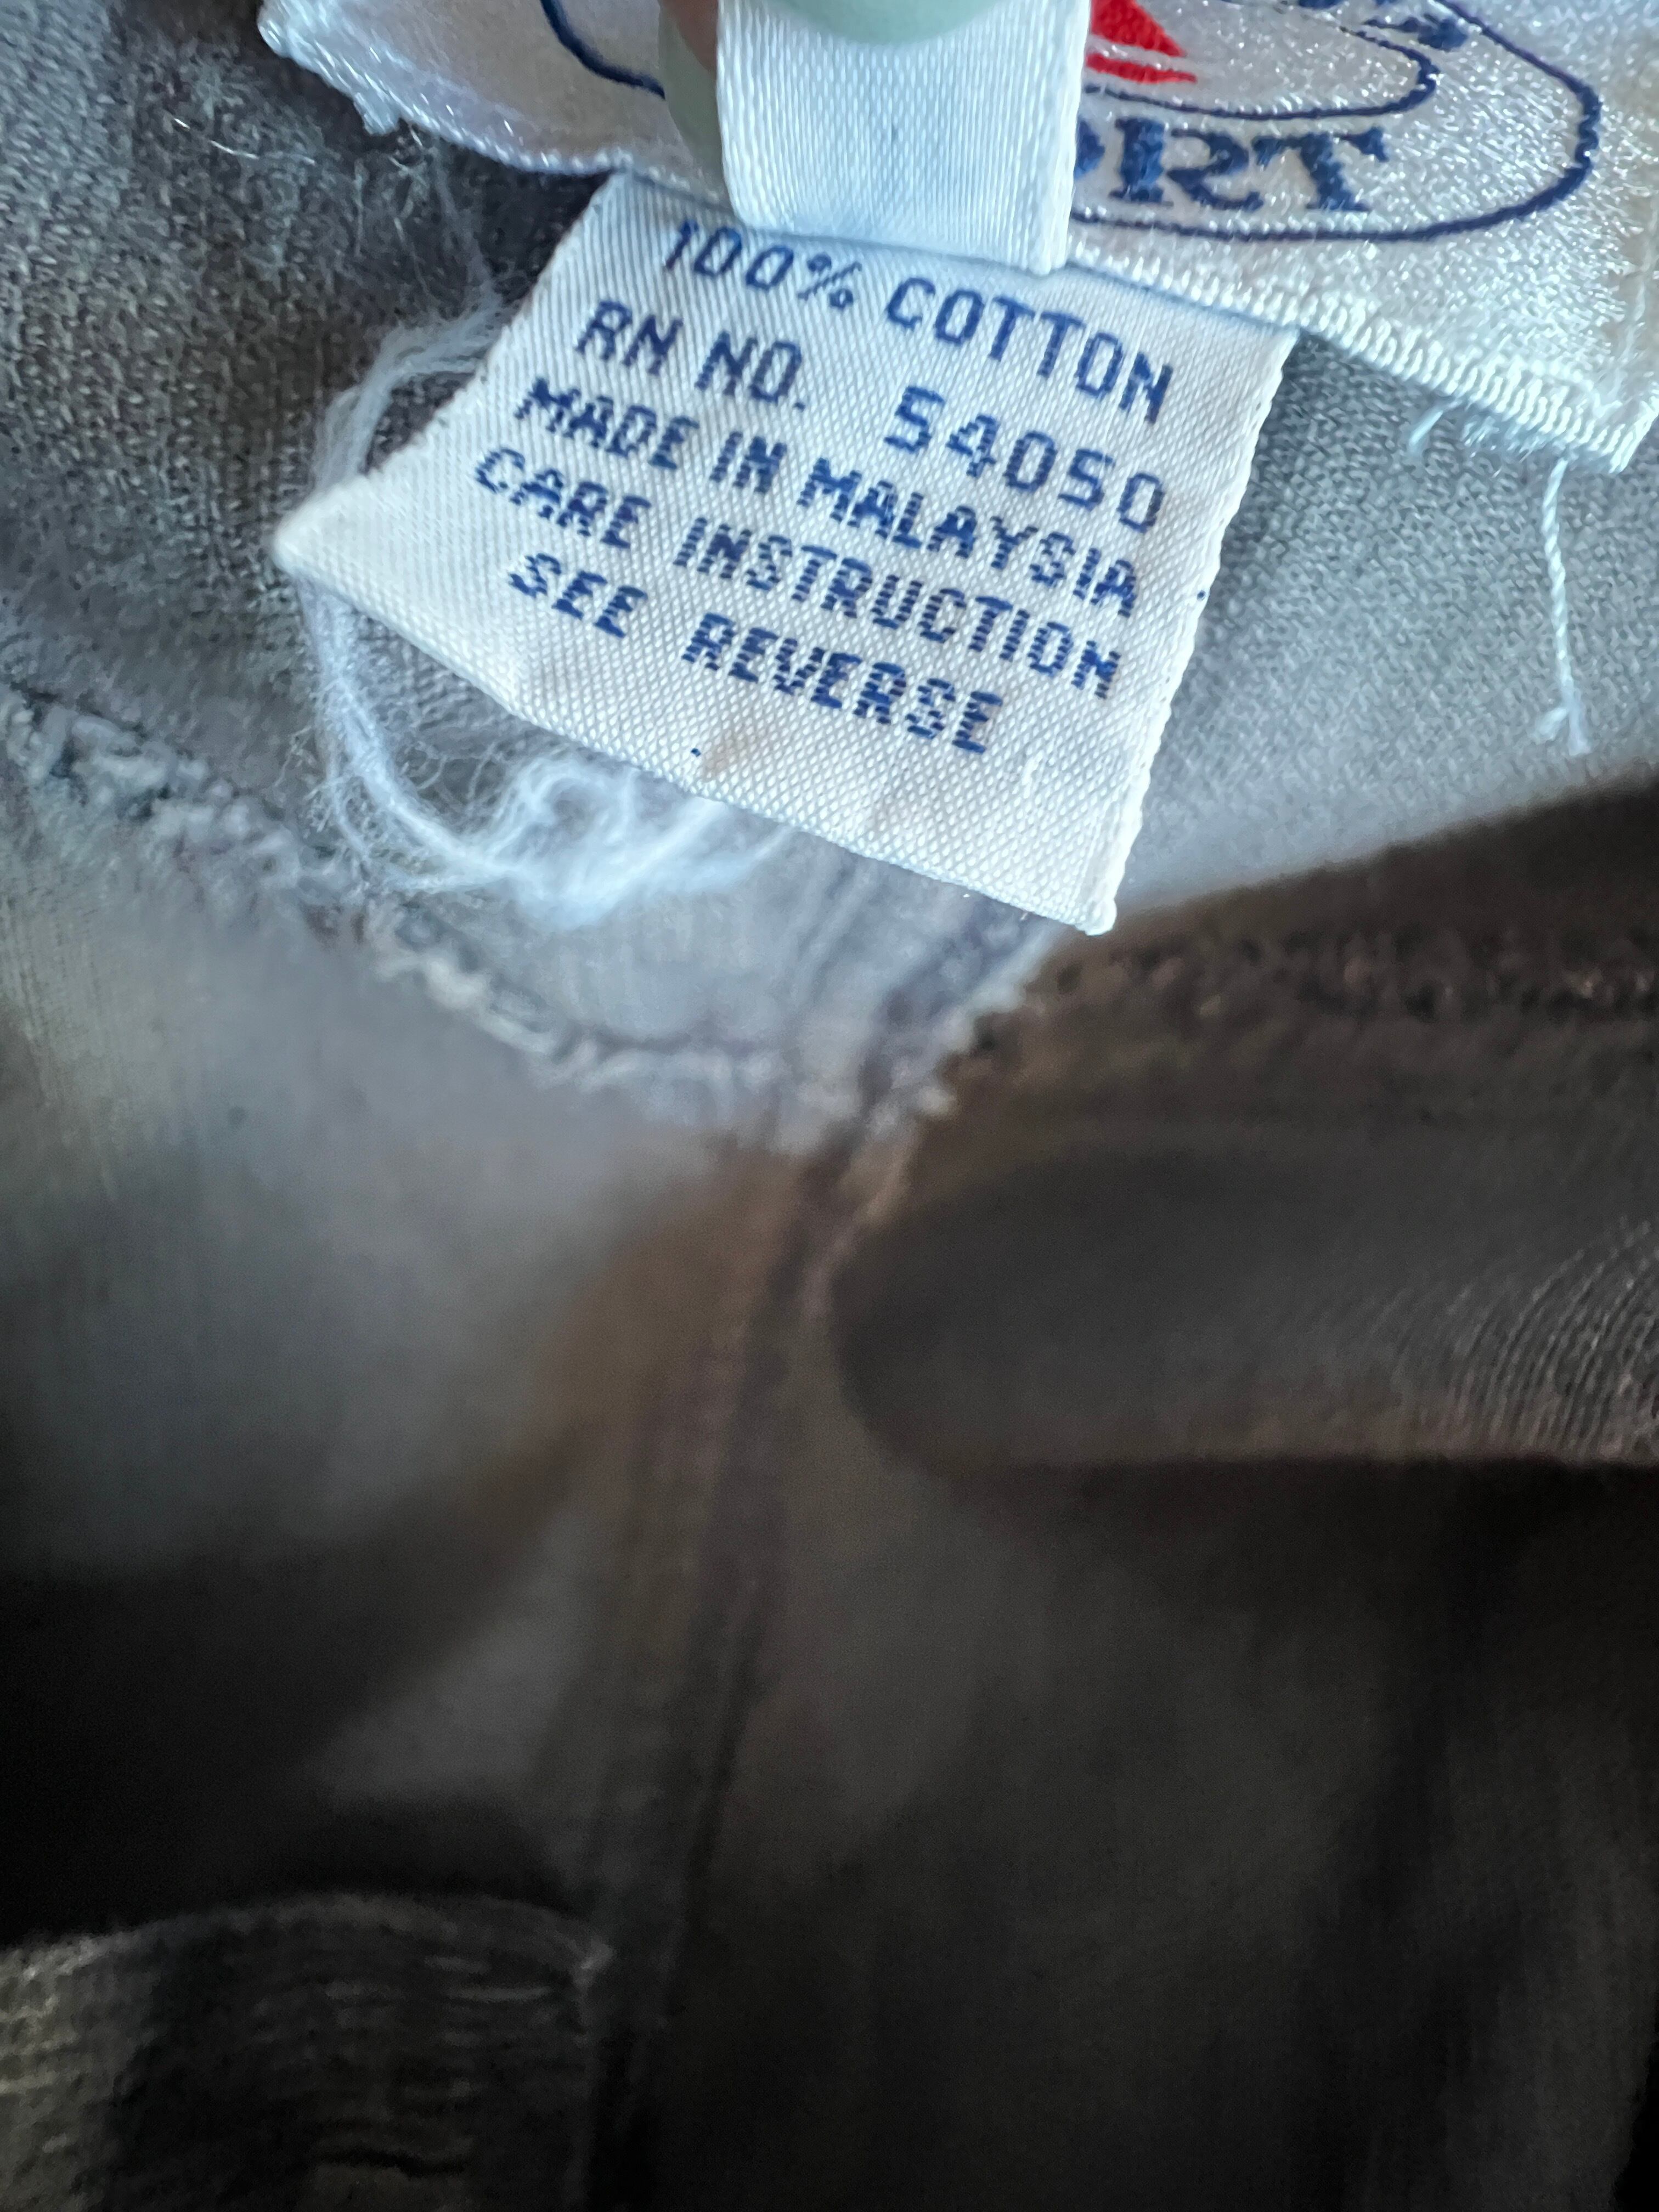 100% COTTON
RN NO. 54050
MADE IN MALAYSIA
CARE INSTRUCTION
SEE REVERSE